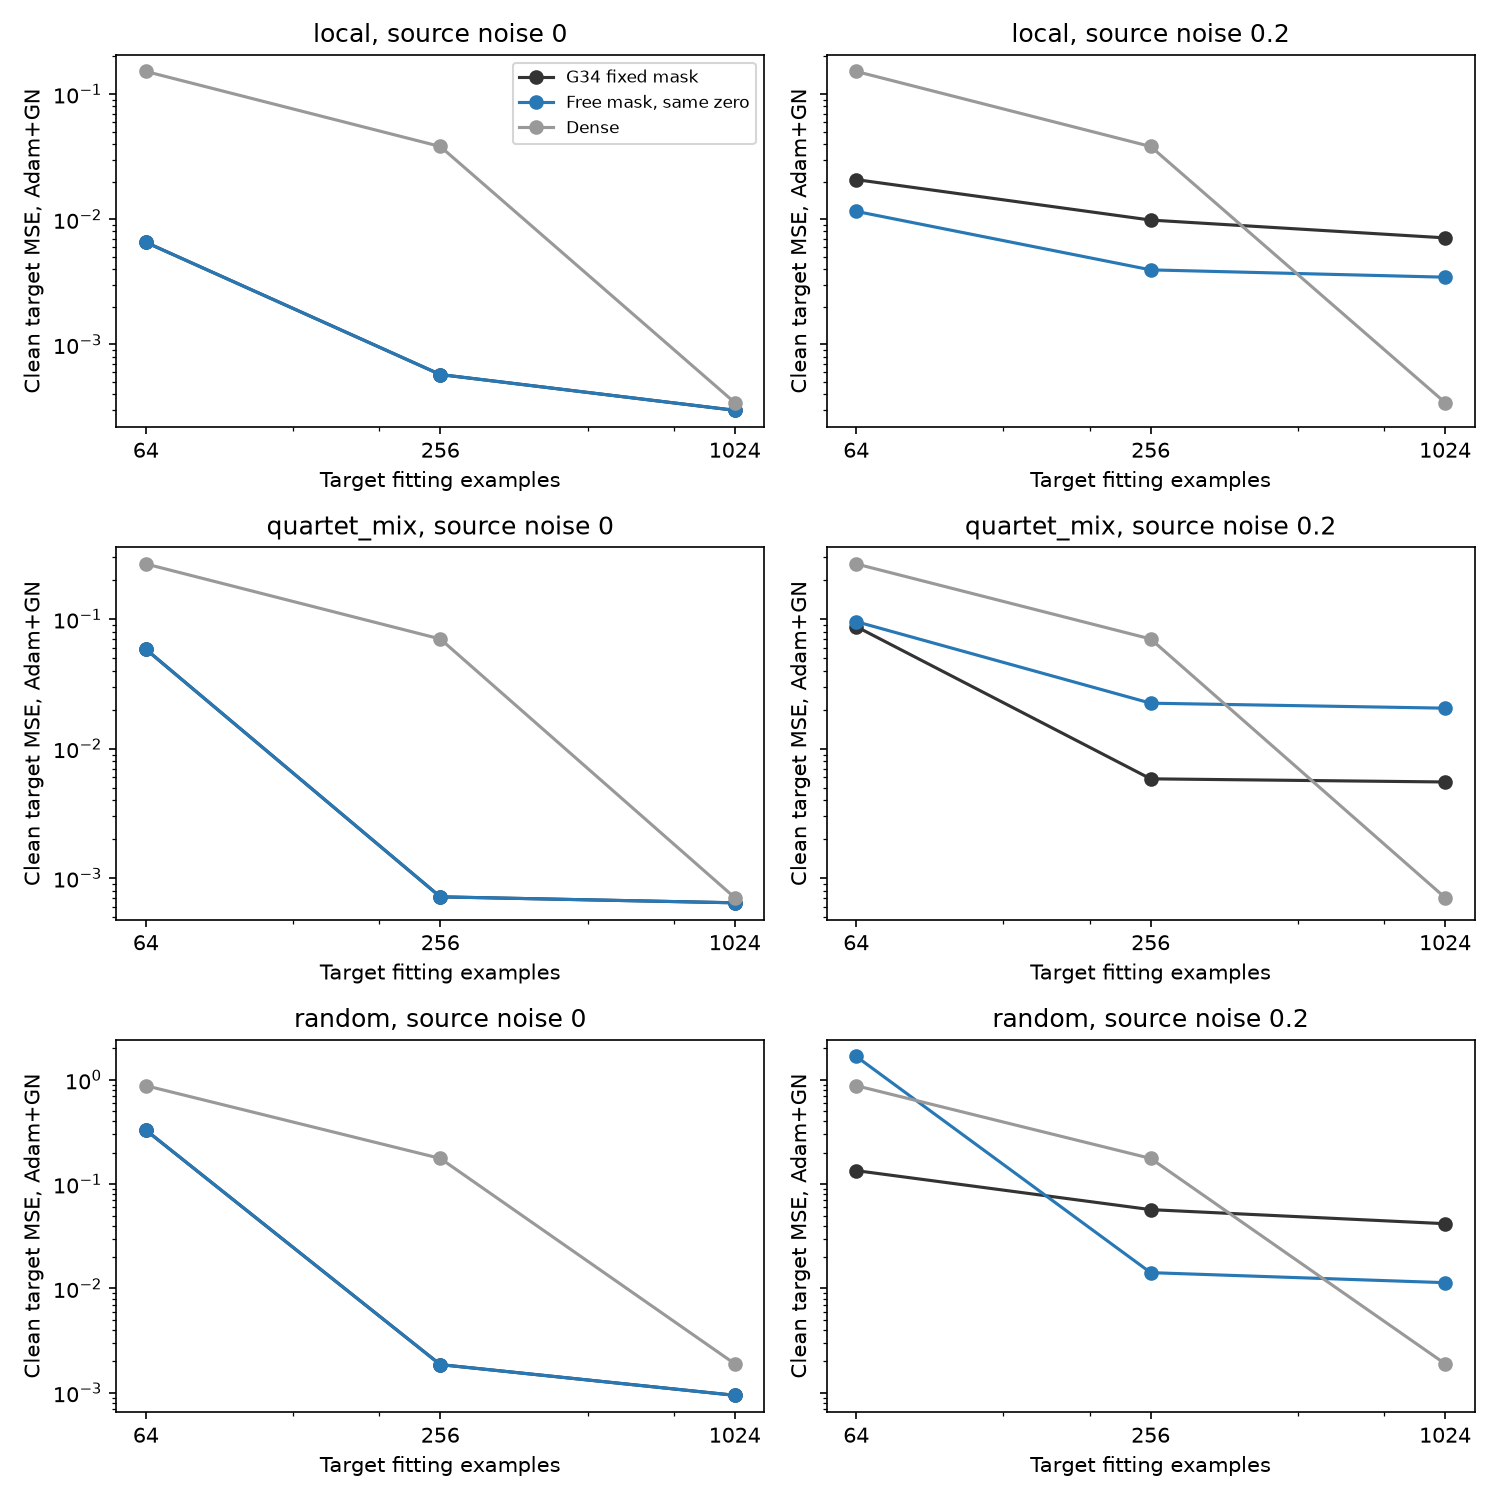 local, source noise 0
Clean target MSE, Adam+GN
10⁻¹
10⁻²
10⁻³
G34 fixed mask
Free mask, same zero
Dense
64
256
1024
Target fitting examples
local, source noise 0.2
Clean target MSE, Adam+GN
64
256
1024
Target fitting examples
quartet_mix, source noise 0
Clean target MSE, Adam+GN
10⁻¹
10⁻²
10⁻³
64
256
1024
Target fitting examples
quartet_mix, source noise 0.2
Clean target MSE, Adam+GN
64
256
1024
Target fitting examples
random, source noise 0
Clean target MSE, Adam+GN
10⁰
10⁻¹
10⁻²
10⁻³
64
256
1024
Target fitting examples
random, source noise 0.2
Clean target MSE, Adam+GN
64
256
1024
Target fitting examples